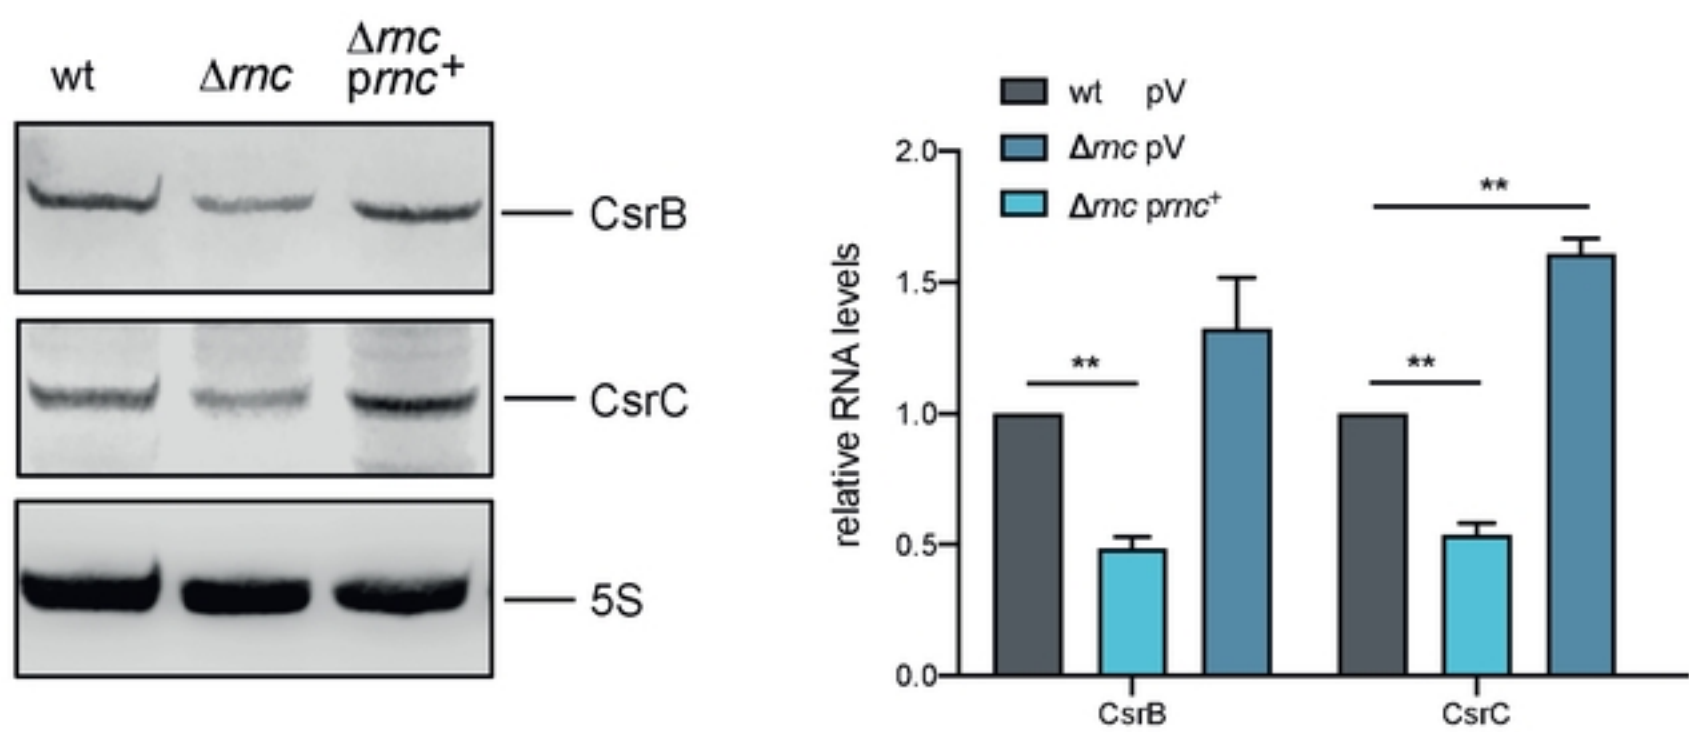 wt
Δrnc
Δrnc
prnc+
CsrB
CsrC
5S
wt pV
Δrnc pV
Δrnc prnc+
relative RNA levels
2.0
1.5
1.0
0.5
0.0
**
**
**
CsrB
CsrC